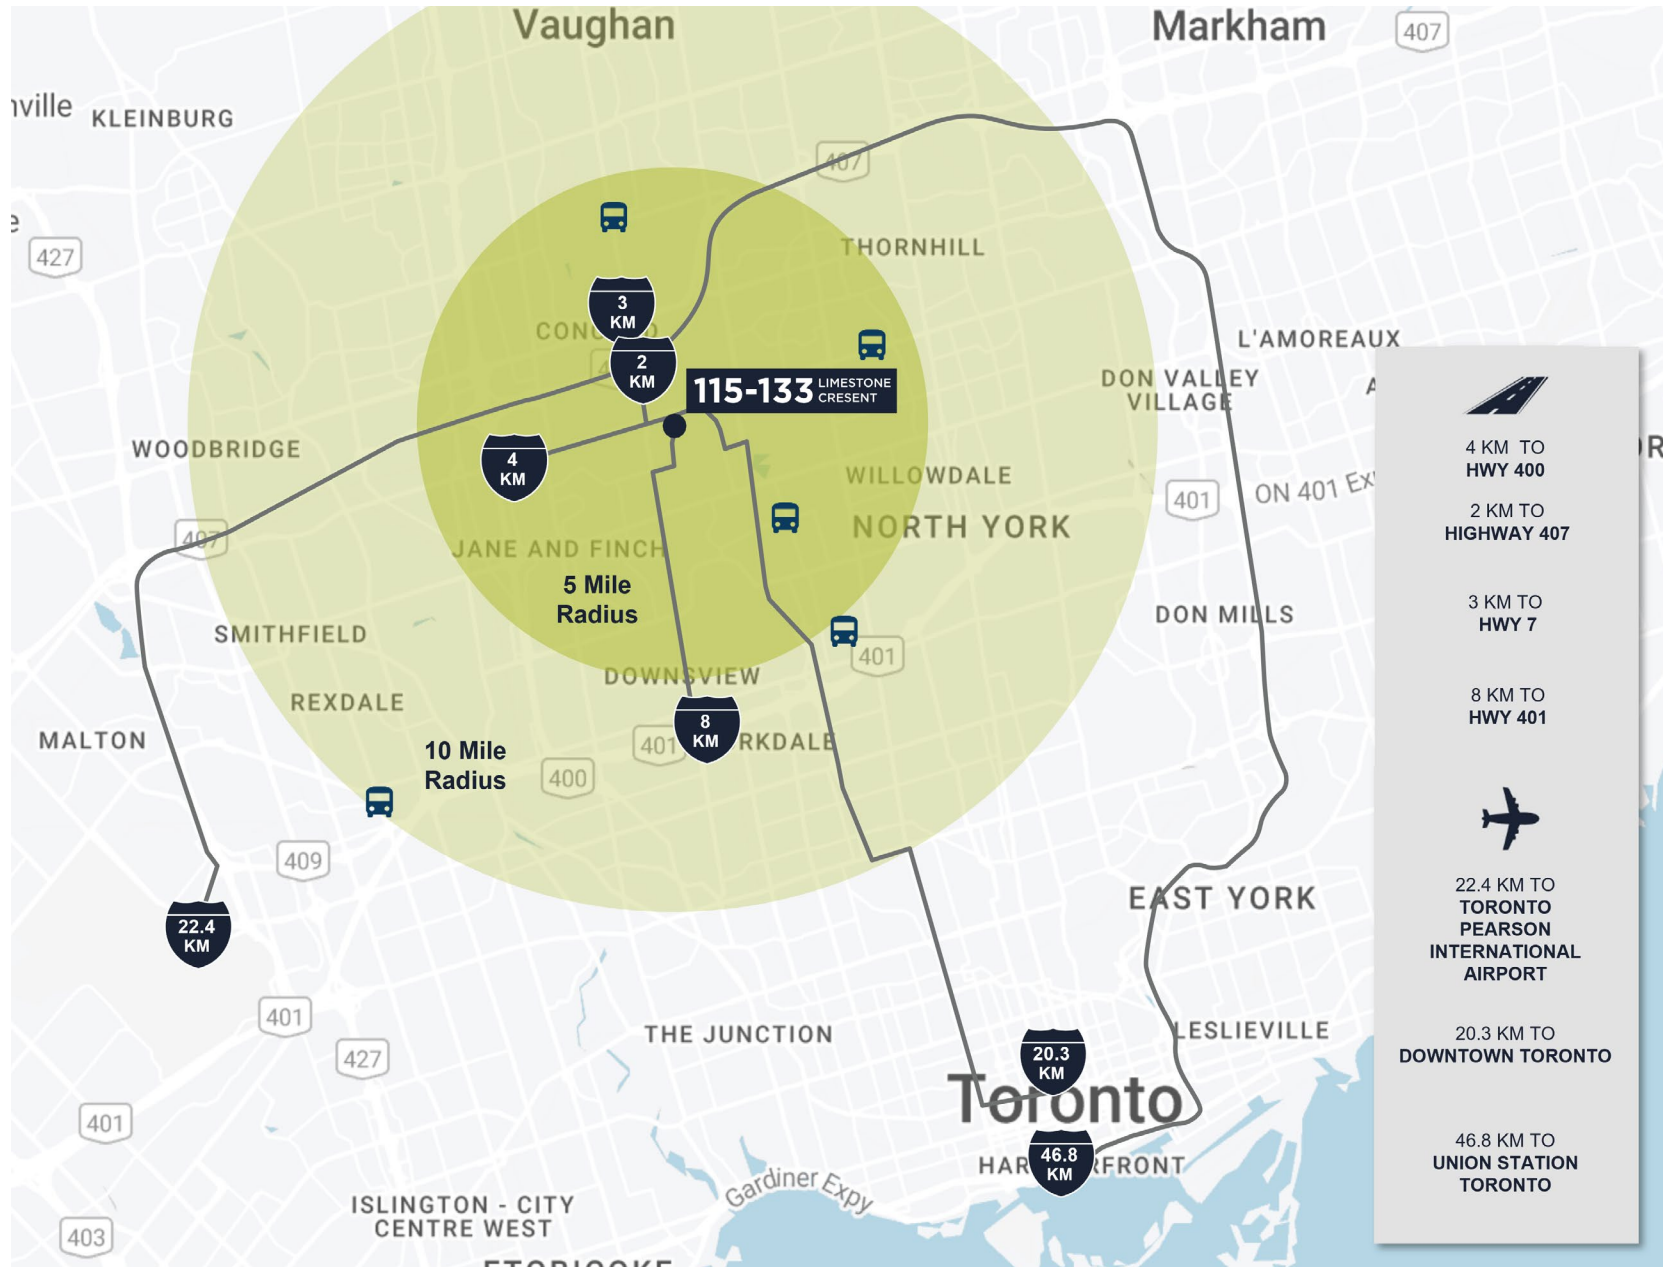 Vaughan
Markham
407
ville
KLEINBURG
407
427
THORNHILL
3
KM
CON
2
KM
L'AMOREAUX
115-133 LIMESTONE
CRESENT
DON VALLEY
VILLAGE
WOODBRIDGE
4
KM
WILLOWDALE
401
ON 401 Ex
407
NORTH YORK
JANE AND FINCH
5 Mile
Radius
DON MILLS
SMITHFIELD
401
DOWNSVIEW
REXDALE
8
KM
401
RKDALE
MALTON
10 Mile
Radius
400
409
EAST YORK
22.4
KM
401
427
THE JUNCTION
LESLIEVILLE
20.3
KM
Toronto
401
46.8
KM
HAR
RFRONT
Gardiner Expy
ISLINGTON - CITY
CENTRE WEST
403
ETOBICOKE
4 KM TO
HWY 400
2 KM TO
HIGHWAY 407
3 KM TO
HWY 7
8 KM TO
HWY 401
22.4 KM TO
TORONTO
PEARSON
INTERNATIONAL
AIRPORT
20.3 KM TO
DOWNTOWN TORONTO
46.8 KM TO
UNION STATION
TORONTO